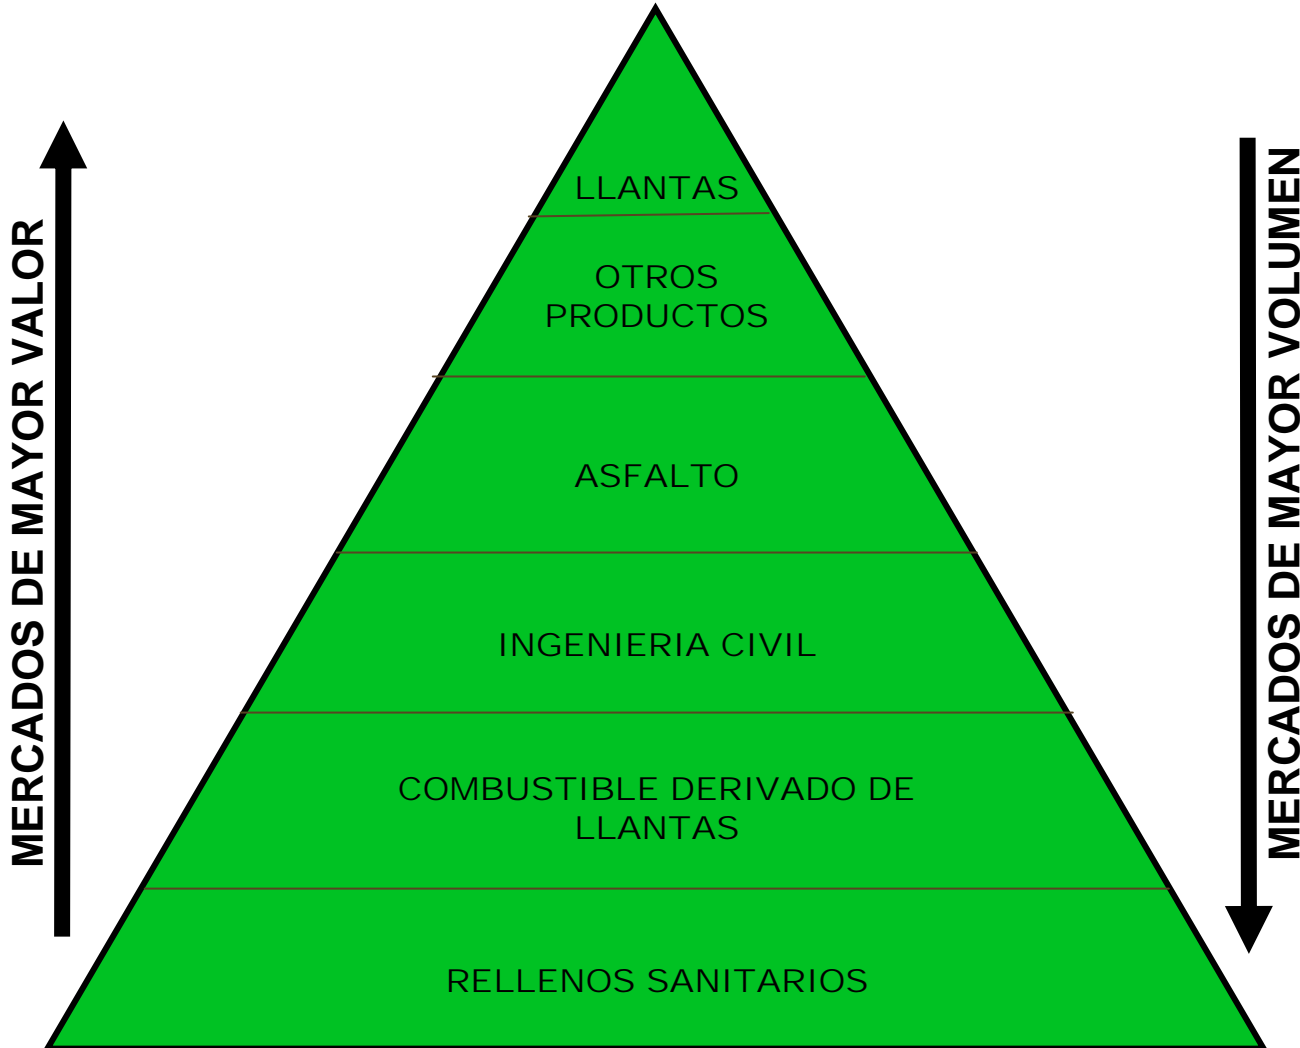 MERCADOS DE MAYOR VALOR
LLANTAS
OTROS
PRODUCTOS
ASFALTO
INGENIERIA CIVIL
COMBUSTIBLE DERIVADO DE
LLANTAS
RELLENOS SANITARIOS
MERCADOS DE MAYOR VOLUMEN